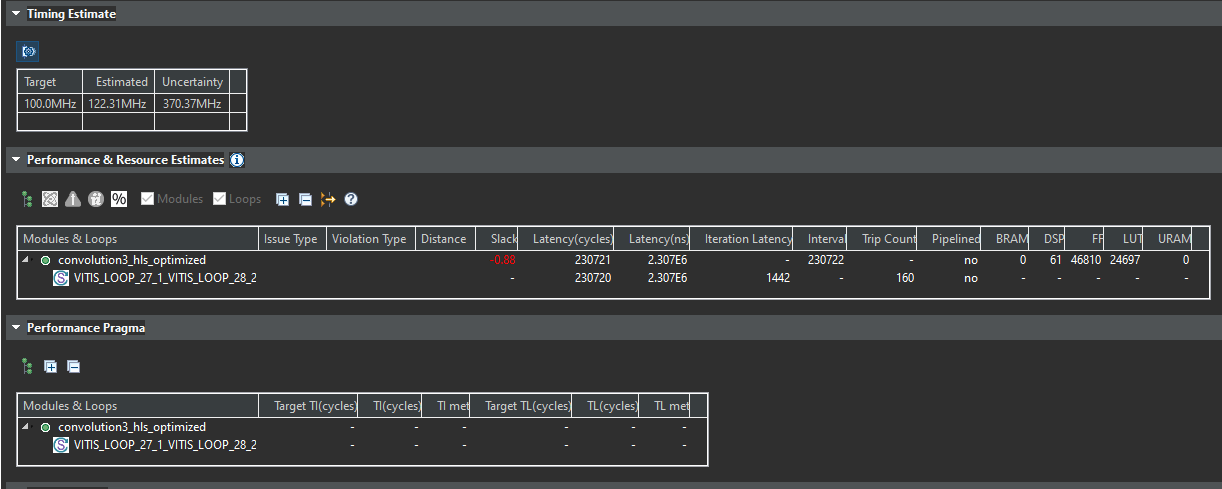 Timing Estimate
Target Estimated Uncertainty
100.0MHz 122.31MHz 370.37MHz
Performance & Resource Estimates
% Modules Loops
Modules & Loops Issue Type Violation Type Distance Slack Latency(cycles) Latency(ns) Iteration Latency Interval Trip Count Pipelined BRAM DSP FF LUT URAM
convolution3_hls_optimized -0.88 230721 2.307E6 - 230722 - no 0 61 46810 24697 0
VITIS_LOOP_27_1_VITIS_LOOP_28_2 - 230720 2.307E6 1442 - 160 no - - - - -
Performance Pragma
Modules & Loops Target TI(cycles) TI(cycles) TI met Target TL(cycles) TL(cycles) TL met
convolution3_hls_optimized - - - - - -
VITIS_LOOP_27_1_VITIS_LOOP_28_2 - - - - - -